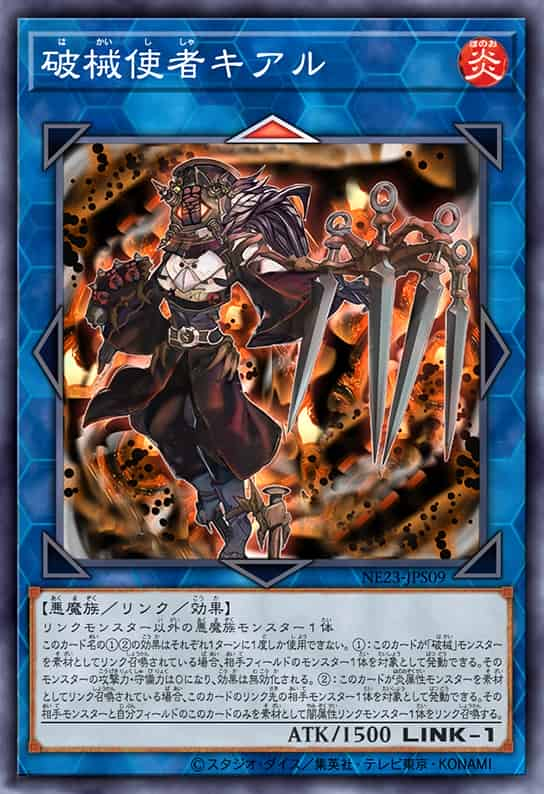 破械使者キアル
炎
NE23-JPS09
【悪魔族／リンク／効果】
リンクモンスター以外の悪魔族モンスター１体
このカード名の①②の効果はそれぞれ１ターンに１度しか使用できない。①：このカードが「破械」モンスター
を素材としてリンク召喚されている場合、相手フィールドのモンスター１体を対象として発動できる。その
モンスターの攻撃力・守備力は０になり、効果は無効化される。②：このカードが炎属性モンスターを素材
としてリンク召喚されている場合、このカードのリンク先の相手モンスター１体を対象として発動できる。その
相手モンスターと自分フィールドのこのカードのみを素材として闇属性リンクモンスター１体をリンク召喚する。
ATK/1500 LINK-1
©スタジオ・ダイス／集英社・テレビ東京・KONAMI